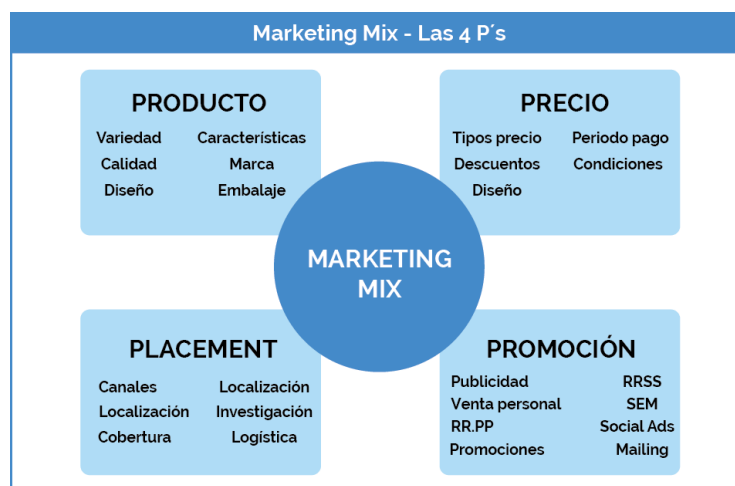 Marketing Mix - Las 4 P´s
PRODUCTO
Variedad Características
Calidad Marca
Diseño Embalaje
PRECIO
Tipos precio Periodo pago
Descuentos Condiciones
Diseño
MARKETING
MIX
PLACEMENT
Canales Localización
Localización Investigación
Cobertura Logística
PROMOCIÓN
Publicidad RRSS
Venta personal SEM
RR.PP Social Ads
Promociones Mailing